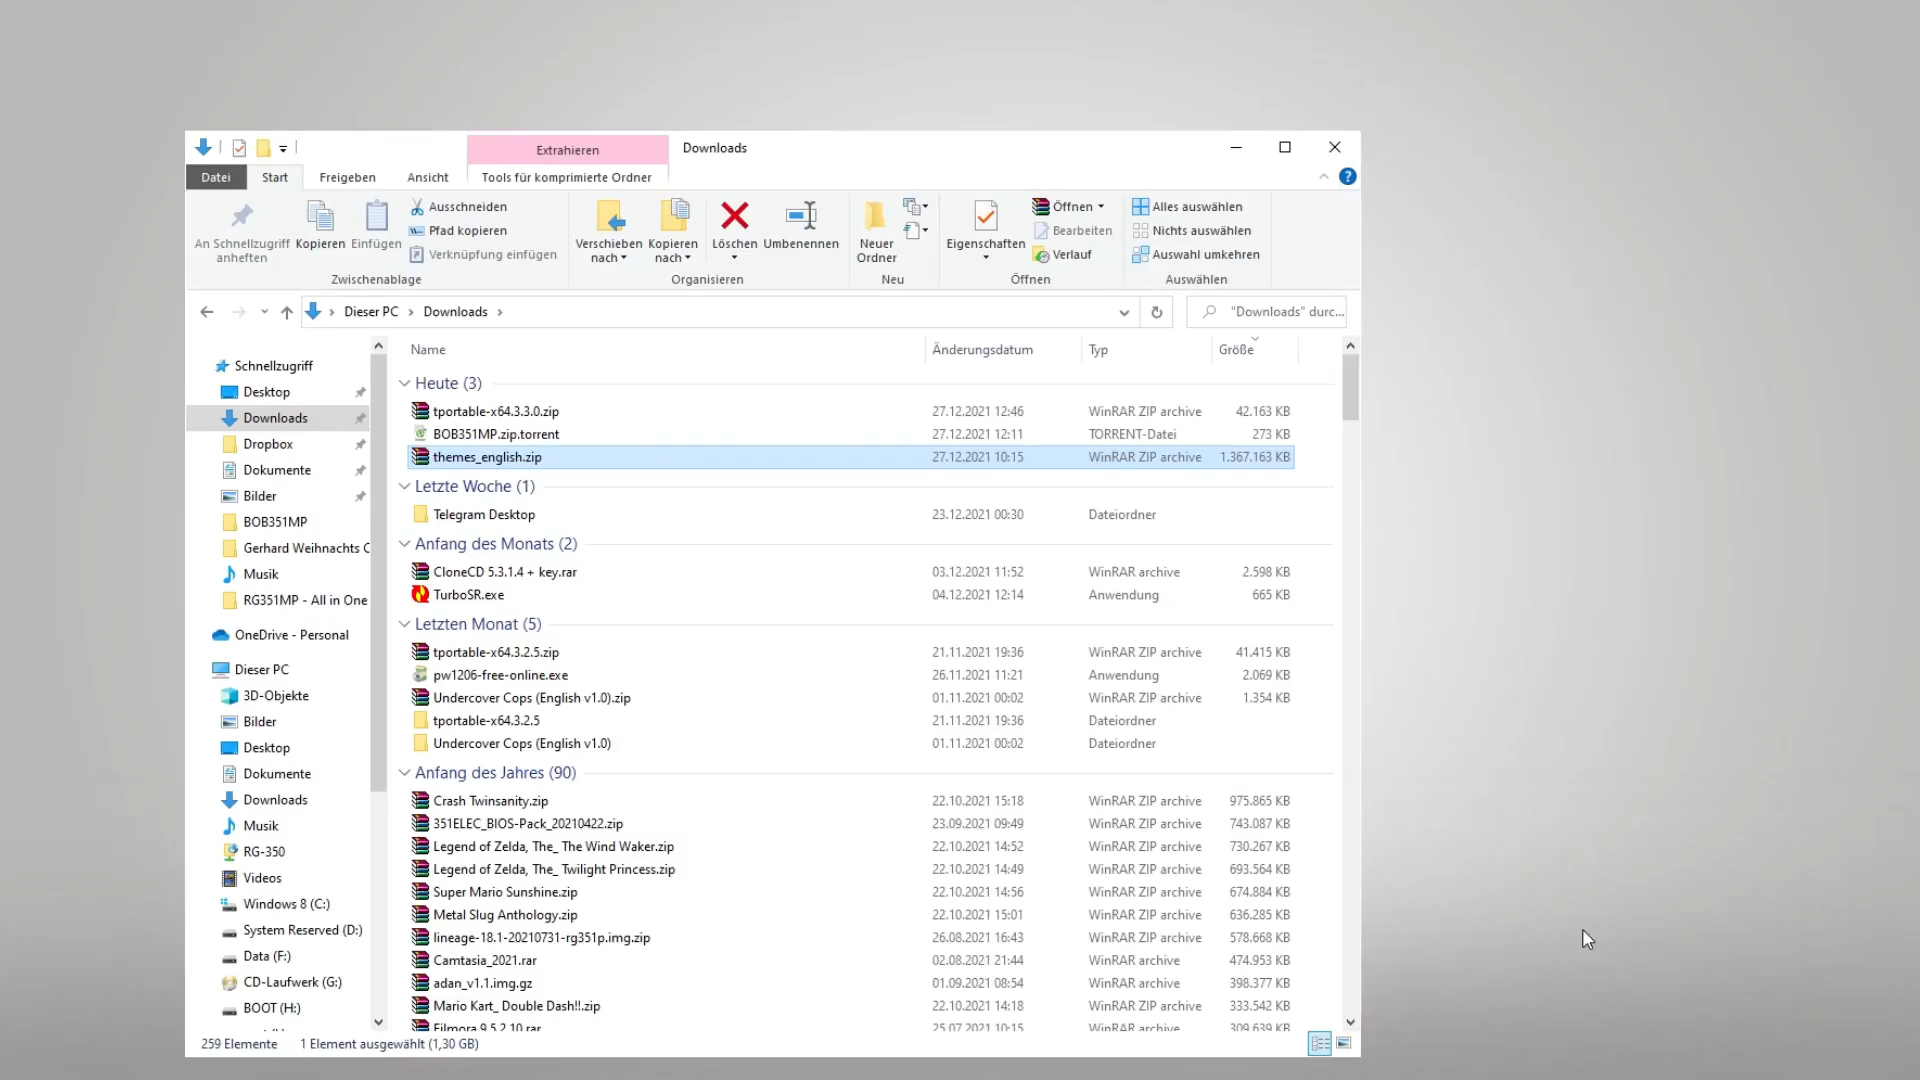 Extrahieren
Downloads
Datei
Start
Freigeben
Ansicht
Tools für komprimierte Ordner
An Schnellzugriff
anheften
Kopieren
Einfügen
Ausschneiden
Pfad kopieren
Verknüpfung einfügen
Zwischenablage
Verschieben
nach
Kopieren
nach
Löschen
Umbenennen
Organisieren
Neuer
Ordner
Neu
Eigenschaften
Öffnen
Bearbeiten
Verlauf
Öffnen
Alles auswählen
Nichts auswählen
Auswahl umkehren
Auswählen
Dieser PC > Downloads >
"Downloads" durc...
Schnellzugriff
Desktop
Downloads
Dropbox
Dokumente
Bilder
BOB351MP
Gerhard Weihnachts C
Musik
RG351MP - All in One
OneDrive - Personal
Dieser PC
3D-Objekte
Bilder
Desktop
Dokumente
Downloads
Musik
RG-350
Videos
Windows 8 (C:)
System Reserved (D:)
Data (F:)
CD-Laufwerk (G:)
BOOT (H:)
Name Änderungsdatum Typ Größe
Heute (3)
tportable-x64.3.3.0.zip 27.12.2021 12:46 WinRAR ZIP archive 42.163 KB
BOB351MP.zip.torrent 27.12.2021 12:11 TORRENT-Datei 273 KB
themes_english.zip 27.12.2021 10:15 WinRAR ZIP archive 1.367.163 KB
Letzte Woche (1)
Telegram Desktop 23.12.2021 00:30 Dateiordner
Anfang des Monats (2)
CloneCD 5.3.1.4 + key.rar 03.12.2021 11:52 WinRAR archive 2.598 KB
TurboSR.exe 04.12.2021 12:14 Anwendung 665 KB
Letzten Monat (5)
tportable-x64.3.2.5.zip 21.11.2021 19:36 WinRAR ZIP archive 41.415 KB
pw1206-free-online.exe 26.11.2021 11:21 Anwendung 2.069 KB
Undercover Cops (English v1.0).zip 01.11.2021 00:02 WinRAR ZIP archive 1.354 KB
tportable-x64.3.2.5 21.11.2021 19:36 Dateiordner
Undercover Cops (English v1.0) 01.11.2021 00:02 Dateiordner
Anfang des Jahres (90)
Crash Twinsanity.zip 22.10.2021 15:18 WinRAR ZIP archive 975.865 KB
351ELEC_BIOS-Pack_20210422.zip 23.09.2021 09:49 WinRAR ZIP archive 743.087 KB
Legend of Zelda, The_ The Wind Waker.zip 22.10.2021 14:52 WinRAR ZIP archive 730.267 KB
Legend of Zelda, The_ Twilight Princess.zip 22.10.2021 14:49 WinRAR ZIP archive 693.564 KB
Super Mario Sunshine.zip 22.10.2021 14:56 WinRAR ZIP archive 674.884 KB
Metal Slug Anthology.zip 22.10.2021 15:01 WinRAR ZIP archive 636.285 KB
lineage-18.1-20210731-rg351p.img.zip 26.08.2021 16:43 WinRAR ZIP archive 578.668 KB
Camtasia_2021.rar 02.08.2021 21:44 WinRAR archive 474.953 KB
adan_v1.1.img.gz 01.09.2021 08:54 WinRAR archive 398.377 KB
Mario Kart_ Double Dash!!.zip 22.10.2021 14:18 WinRAR ZIP archive 333.542 KB
Filmora 9.5.2.10.rar 25.07.2021 10:15 WinRAR archive 309.639 KB
259 Elemente 1 Element ausgewählt (1,30 GB)